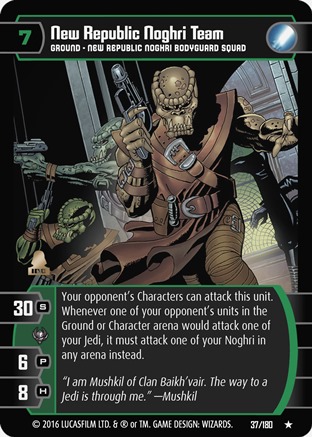 7
New Republic Noghri Team
GROUND - NEW REPUBLIC NOGHRI BODYGUARD SQUAD
30 S
6 P
8 H
Your opponent's Characters can attack this unit.
Whenever one of your opponent's units in the
Ground or Character arena would attack one of
your Jedi, it must attack one of your Noghri in
any arena instead.
"I am Mushkil of Clan Baikh'vair. The way to
a Jedi is through me." —Mushkil
© 2016 LUCASFILM LTD. & ® or TM. GAME DESIGN: WIZARDS.
37/180